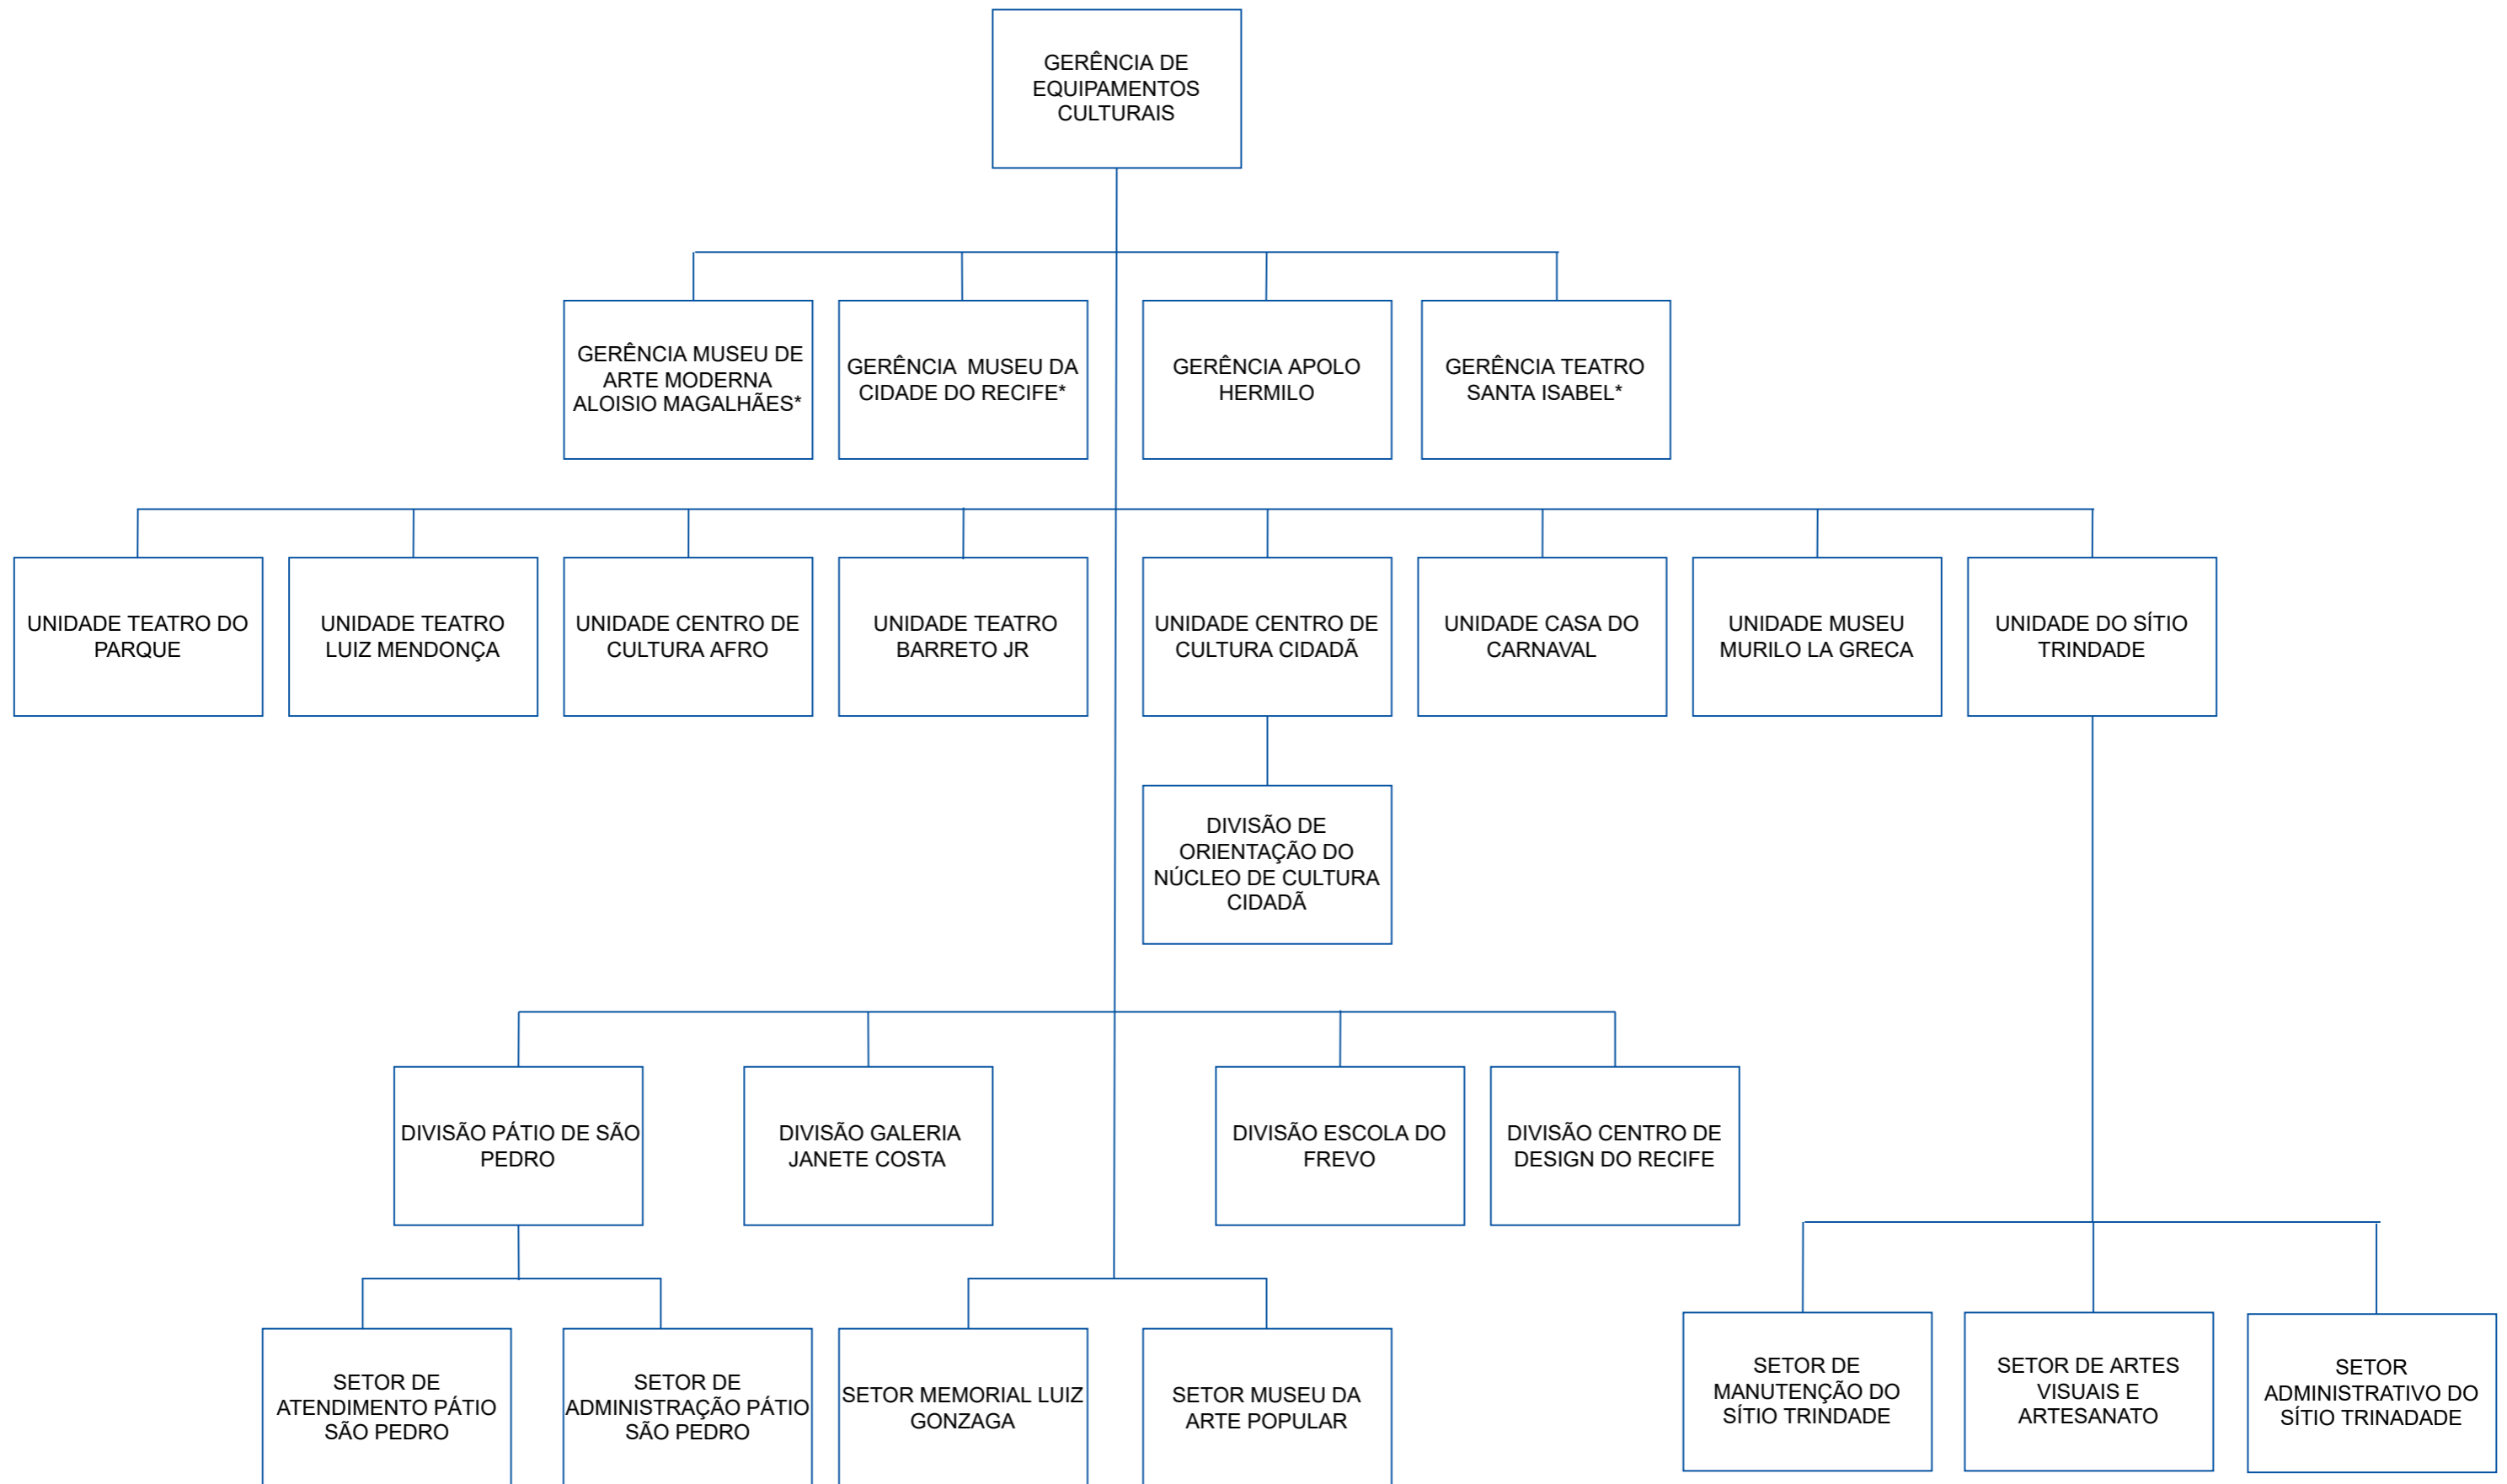 GERÊNCIA DE
EQUIPAMENTOS
CULTURAIS
GERÊNCIA MUSEU DE
ARTE MODERNA
ALOISIO MAGALHÃES*
GERÊNCIA  MUSEU DA
CIDADE DO RECIFE*
GERÊNCIA APOLO
HERMILO
GERÊNCIA TEATRO
SANTA ISABEL*
UNIDADE TEATRO DO
PARQUE
UNIDADE TEATRO
LUIZ MENDONÇA
UNIDADE CENTRO DE
CULTURA AFRO
UNIDADE TEATRO
BARRETO JR
UNIDADE CENTRO DE
CULTURA CIDADÃ
UNIDADE CASA DO
CARNAVAL
UNIDADE MUSEU
MURILO LA GRECA
UNIDADE DO SÍTIO
TRINDADE
DIVISÃO DE
ORIENTAÇÃO DO
NÚCLEO DE CULTURA
CIDADÃ
DIVISÃO PÁTIO DE SÃO
PEDRO
DIVISÃO GALERIA
JANETE COSTA
DIVISÃO ESCOLA DO
FREVO
DIVISÃO CENTRO DE
DESIGN DO RECIFE
SETOR DE
ATENDIMENTO PÁTIO
SÃO PEDRO
SETOR DE
ADMINISTRAÇÃO PÁTIO
SÃO PEDRO
SETOR MEMORIAL LUIZ
GONZAGA
SETOR MUSEU DA
ARTE POPULAR
SETOR DE
MANUTENÇÃO DO
SÍTIO TRINDADE
SETOR DE ARTES
VISUAIS E
ARTESANATO
SETOR
ADMINISTRATIVO DO
SÍTIO TRINADADE